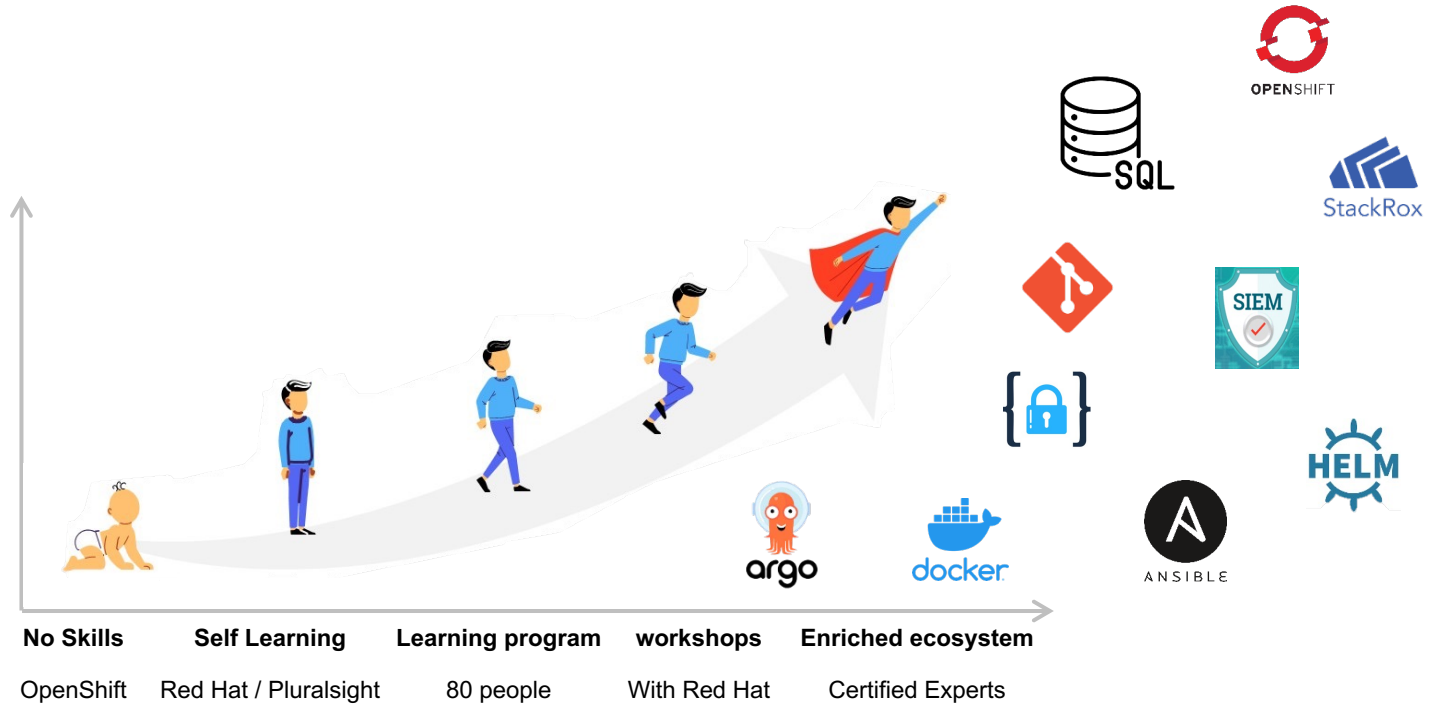 OPENSHIFT
SQL
StackRox
SIEM
HELM
argo
docker
ANSIBLE
No Skills
Self Learning
Learning program
workshops
Enriched ecosystem
OpenShift
Red Hat / Pluralsight
80 people
With Red Hat
Certified Experts